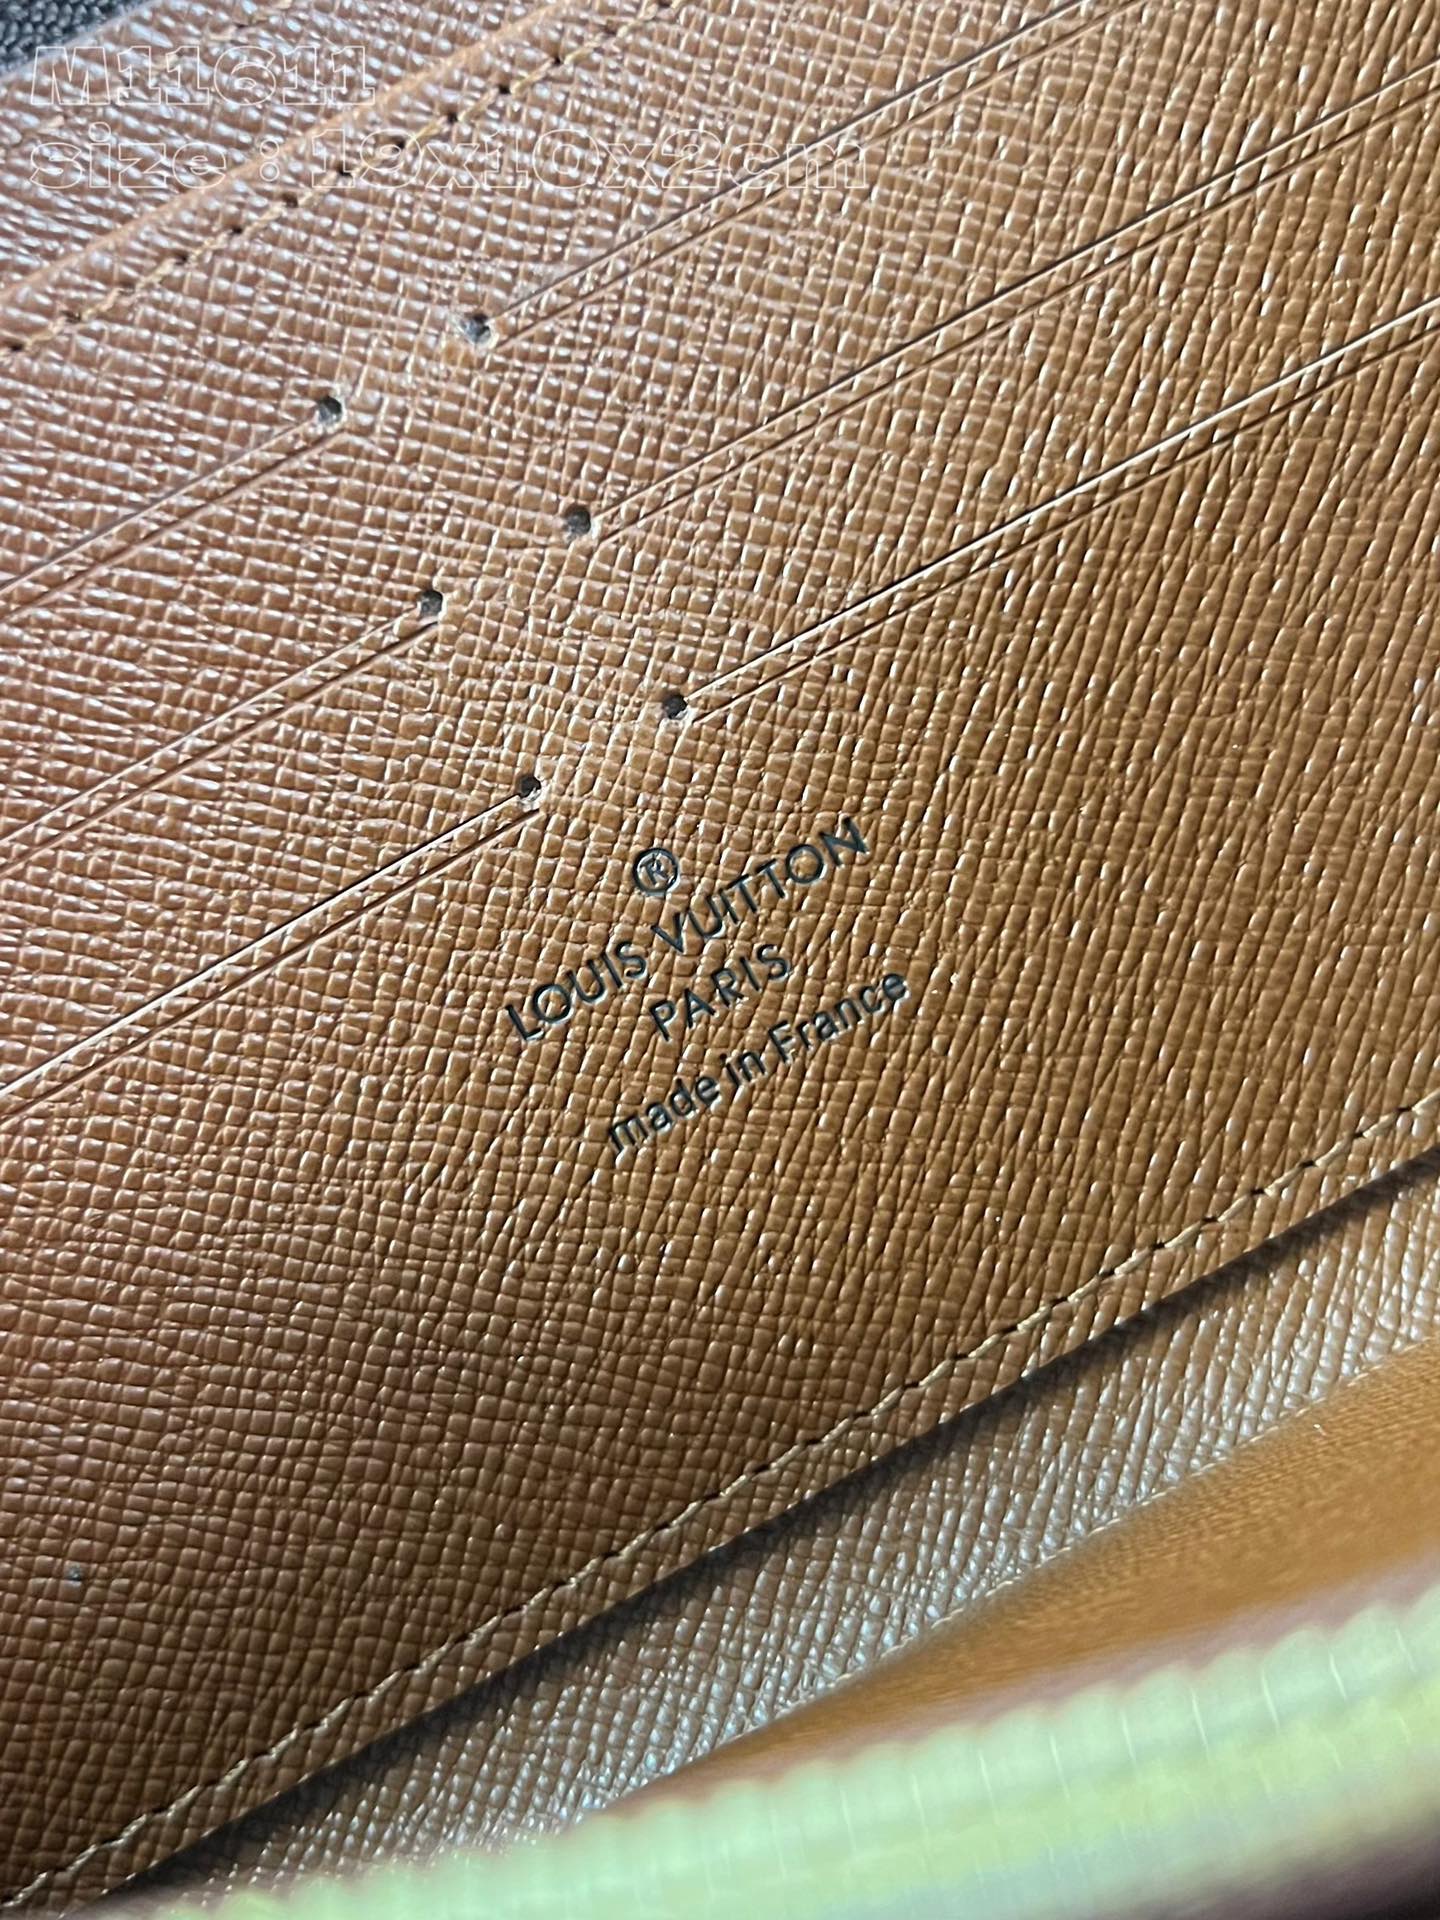 M11611
size : 19x10x2cm
®
LOUIS VUITTON
PARIS
made in France